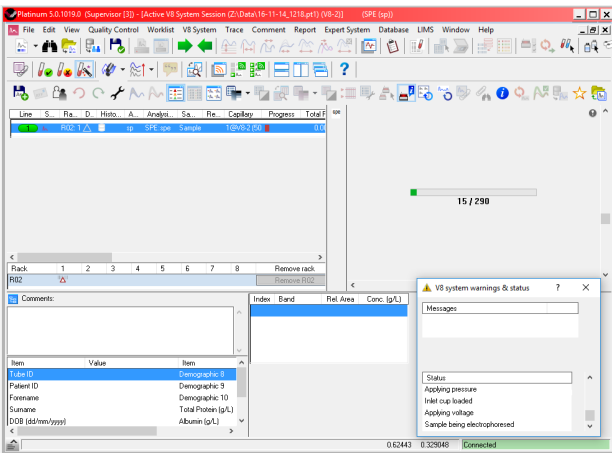 Platinum 5.0.1019.0 (Supervisor [3]) - [Active V8 System Session (Z:\Data\16-11-14_1218.pt1) (V8-2)] (SPE (sp))
File Edit View Quality Control Worklist V8 System Trace Comment Report Expert System Database LIMS Window Help
Line S... Ra... D.. Histo... A... Analysi... Sa... Re... Capillary Progress Total P
1 R02: 1 sp SPE:spe Sample 1@V8-2 (50 0.00
spe
15 / 290
Rack 1 2 3 4 5 6 7 8 Remove rack
R02 Remove R02
Comments:
Index Band Rel. Area Conc. (g/L)
Item Value Item
Tube ID Demographic 8
Patient ID Demographic 9
Forename Demographic 10
Surname Total Protein (g/L)
DOB (dd/mm/yyyy) Albumin (g/L)
V8 system warnings & status ?
Messages
Status
Applying pressure
Inlet cup loaded
Applying voltage
Sample being electrophoresed
0.62443 0.329048 Connected